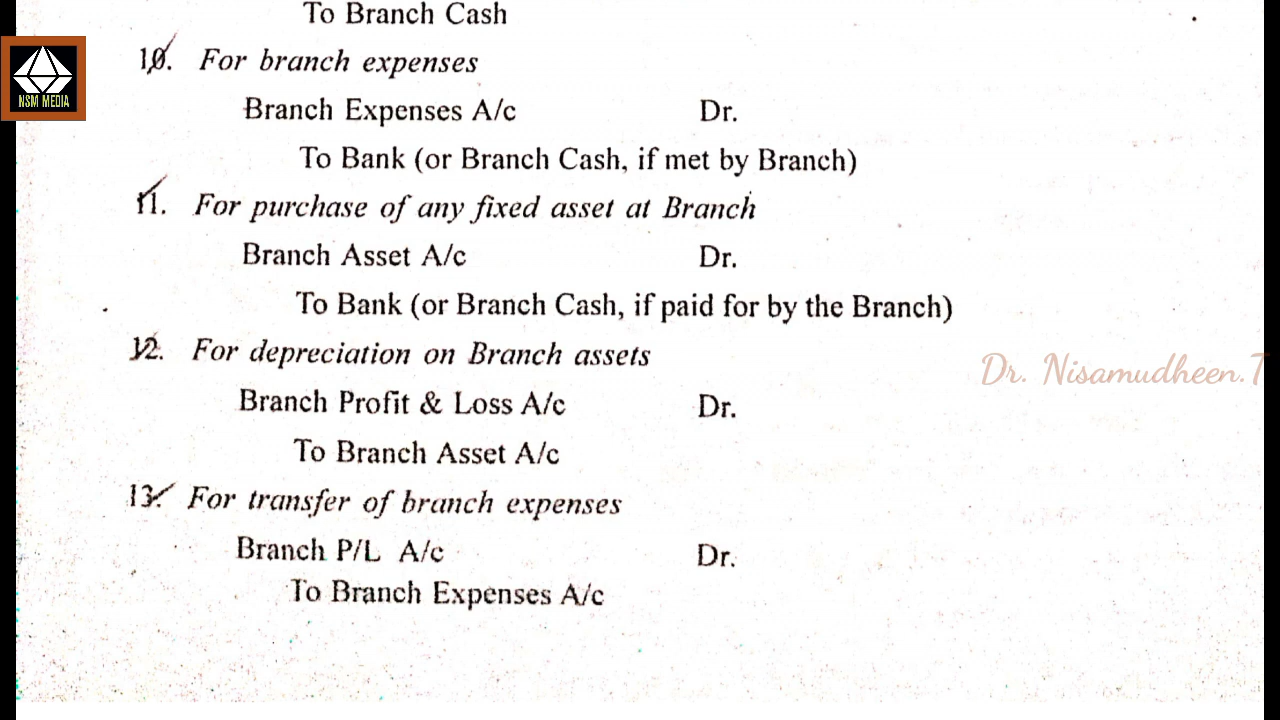 To Branch Cash
10. For branch expenses
Branch Expenses A/c Dr.
To Bank (or Branch Cash, if met by Branch)
11. For purchase of any fixed asset at Branch
Branch Asset A/c Dr.
To Bank (or Branch Cash, if paid for by the Branch)
12. For depreciation on Branch assets
Branch Profit & Loss A/c Dr.
To Branch Asset A/c
13. For transfer of branch expenses
Branch P/L A/c Dr.
To Branch Expenses A/c
NSM MEDIA
Dr. Nisamudheen.T